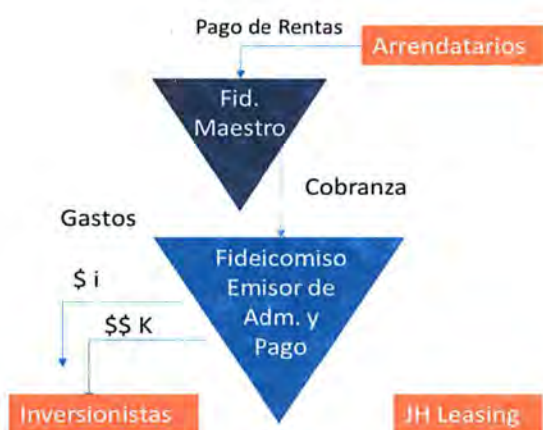 Pago de Rentas
Arrendatarios
Fid.
Maestro
Cobranza
Gastos
Fideicomiso
Emisor de
Adm. y
Pago
$ i
$$ K
Inversionistas
JH Leasing